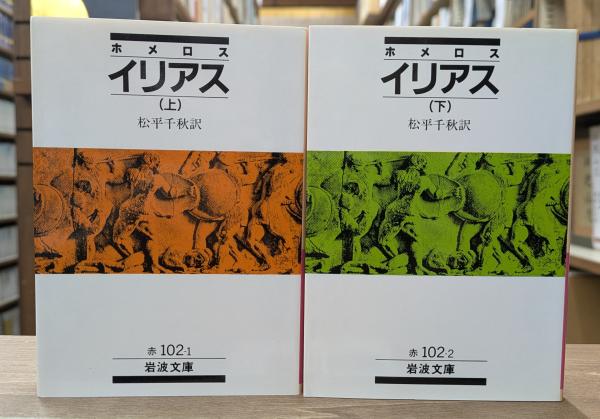 ホメロス
イリアス
(上)
松平千秋訳
赤 102-1
岩波文庫
ホメロス
イリアス
(下)
松平千秋訳
赤 102-2
岩波文庫